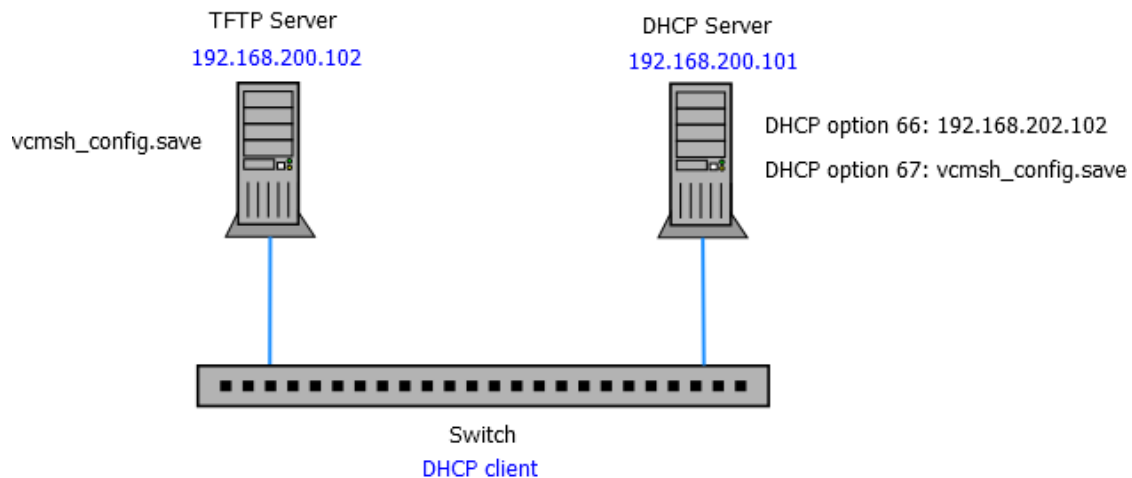 TFTP Server
192.168.200.102
vcmsh_config.save
DHCP Server
192.168.200.101
DHCP option 66: 192.168.202.102
DHCP option 67: vcmsh_config.save
Switch
DHCP client